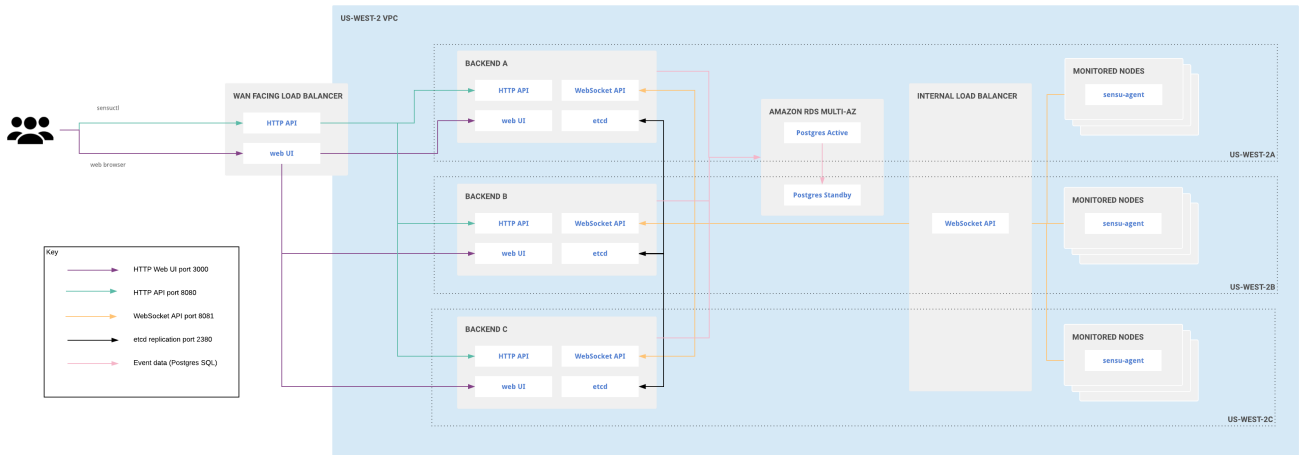 US-WEST-2 VPC
BACKEND A
HTTP API
WebSocket API
web UI
etcd
MONITORED NODES
sensu-agent
WAN FACING LOAD BALANCER
HTTP API
web UI
sensuctl
web browser
AMAZON RDS MULTI-AZ
Postgres Active
Postgres Standby
INTERNAL LOAD BALANCER
WebSocket API
US-WEST-2A
BACKEND B
HTTP API
WebSocket API
web UI
etcd
MONITORED NODES
sensu-agent
US-WEST-2B
Key
HTTP Web UI port 3000
HTTP API port 8080
WebSocket API port 8081
etcd replication port 2380
Event data (Postgres SQL)
BACKEND C
HTTP API
WebSocket API
web UI
etcd
MONITORED NODES
sensu-agent
US-WEST-2C